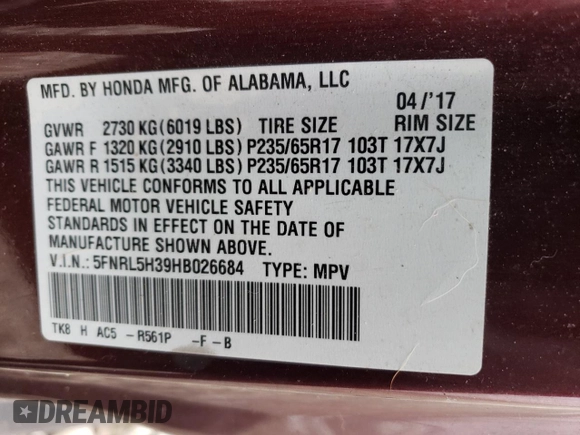 MFD. BY HONDA MFG. OF ALABAMA, LLC
04/'17
GVWR 2730 KG(6019 LBS) TIRE SIZE RIM SIZE
GAWR F 1320 KG(2910 LBS) P235/65R17 103T 17X7J
GAWR R 1515 KG(3340 LBS) P235/65R17 103T 17X7J
THIS VEHICLE CONFORMS TO ALL APPLICABLE
FEDERAL MOTOR VEHICLE SAFETY
STANDARDS IN EFFECT ON THE DATE OF
MANUFACTURE SHOWN ABOVE.
V.I.N.: 5FNRL5H39HB026684 TYPE: MPV
TK8 H AC5 -R561P -F-B
DREAMBID